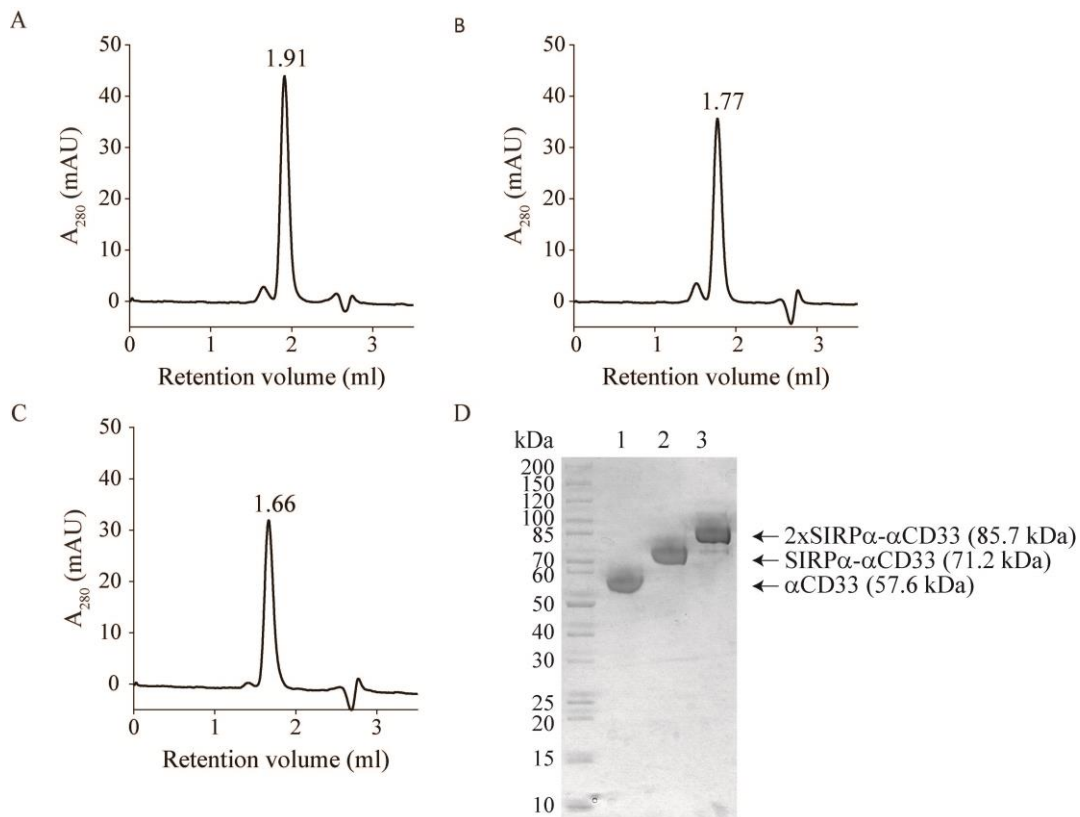 A
50
40
30
20
10
0
A280 (mAU)
1.91
0 1 2 3
Retention volume (ml)
B
50
40
30
20
10
0
A280 (mAU)
1.77
0 1 2 3
Retention volume (ml)
C
50
40
30
20
10
0
A280 (mAU)
1.66
0 1 2 3
Retention volume (ml)
D
kDa 1 2 3
200
150
120
100
85
70
60
50
40
30
25
20
15
10
← 2xSIRPα-αCD33 (85.7 kDa)
← SIRPα-αCD33 (71.2 kDa)
← αCD33 (57.6 kDa)